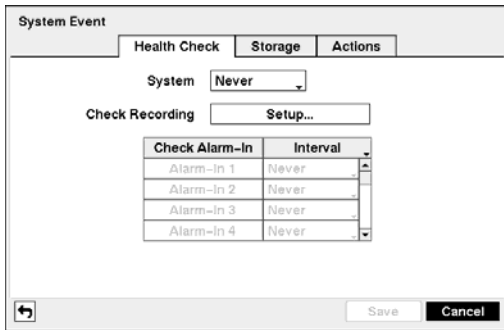 System Event
Health Check Storage Actions
System Never
Check Recording Setup...
Check Alarm-In Interval
Alarm-In 1 Never
Alarm-In 2 Never
Alarm-In 3 Never
Alarm-In 4 Never
Save Cancel